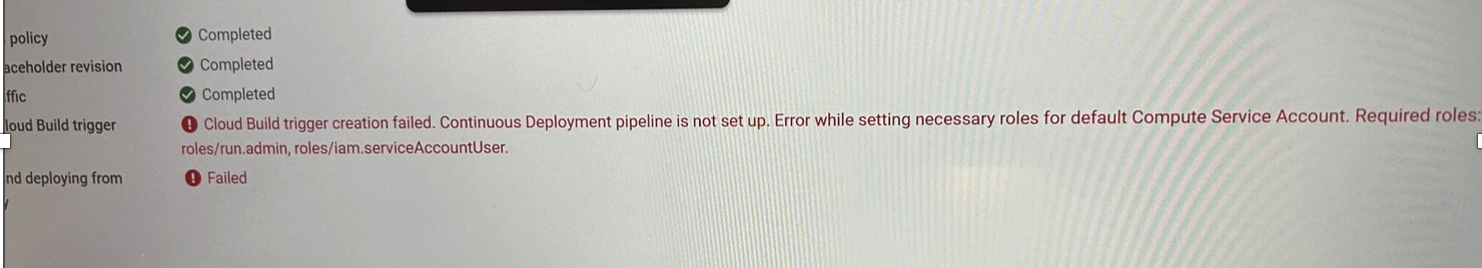 policy Completed
aceholder revision Completed
ffic Completed
loud Build trigger Cloud Build trigger creation failed. Continuous Deployment pipeline is not set up. Error while setting necessary roles for default Compute Service Account. Required roles:
roles/run.admin, roles/iam.serviceAccountUser.
nd deploying from Failed